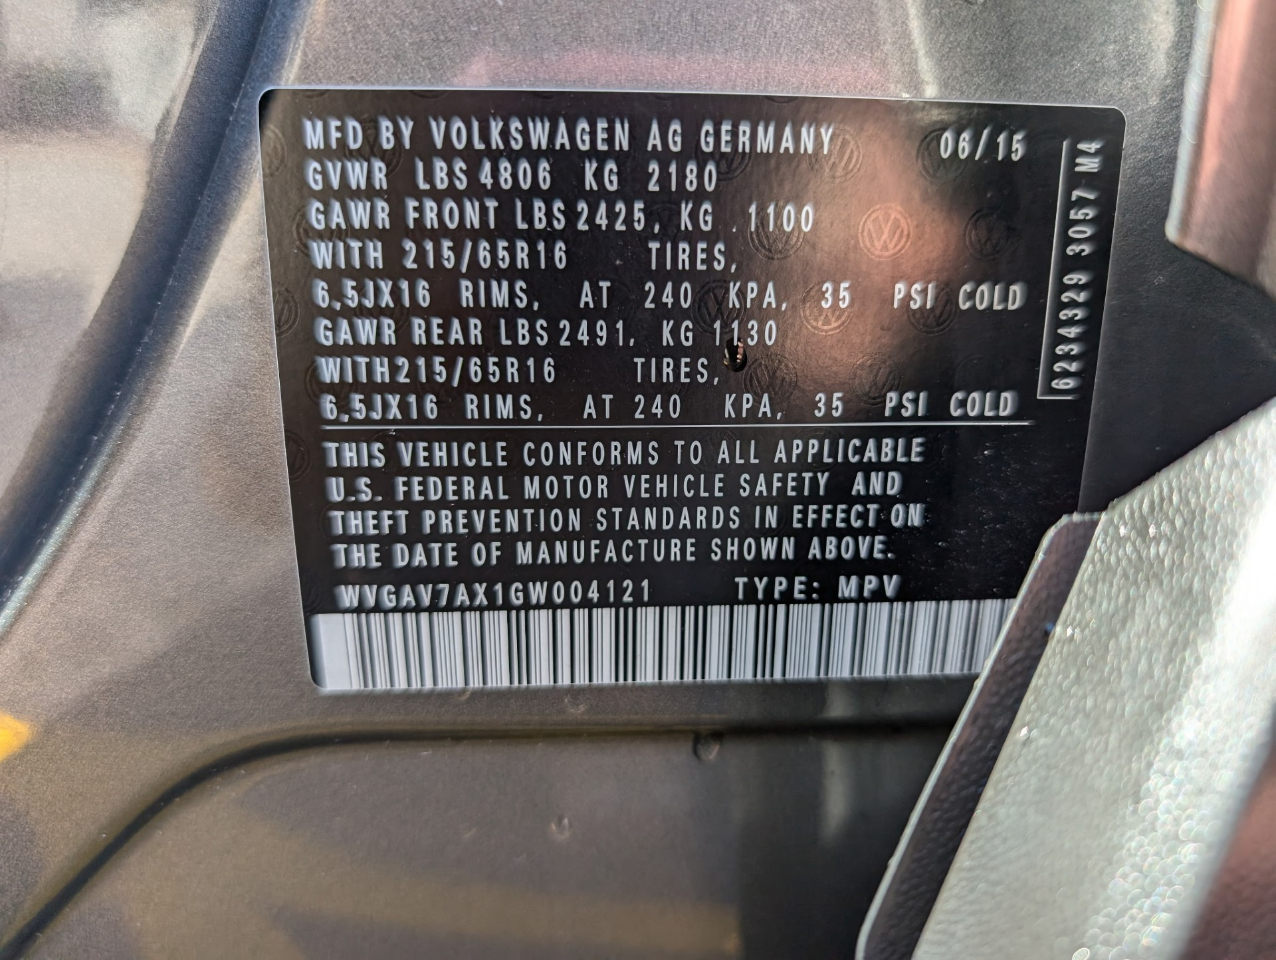 MFD BY VOLKSWAGEN AG GERMANY 06/15
GVWR LBS 4806 KG 2180
GAWR FRONT LBS 2425, KG 1100
WITH 215/65R16 TIRES,
6,5JX16 RIMS, AT 240 KPA, 35 PSI COLD
GAWR REAR LBS 2491, KG 1130
WITH 215/65R16 TIRES,
6,5JX16 RIMS, AT 240 KPA, 35 PSI COLD
6234329 3057 M4
THIS VEHICLE CONFORMS TO ALL APPLICABLE
U.S. FEDERAL MOTOR VEHICLE SAFETY AND
THEFT PREVENTION STANDARDS IN EFFECT ON
THE DATE OF MANUFACTURE SHOWN ABOVE.
WVGAV7AX1GW004121 TYPE: MPV